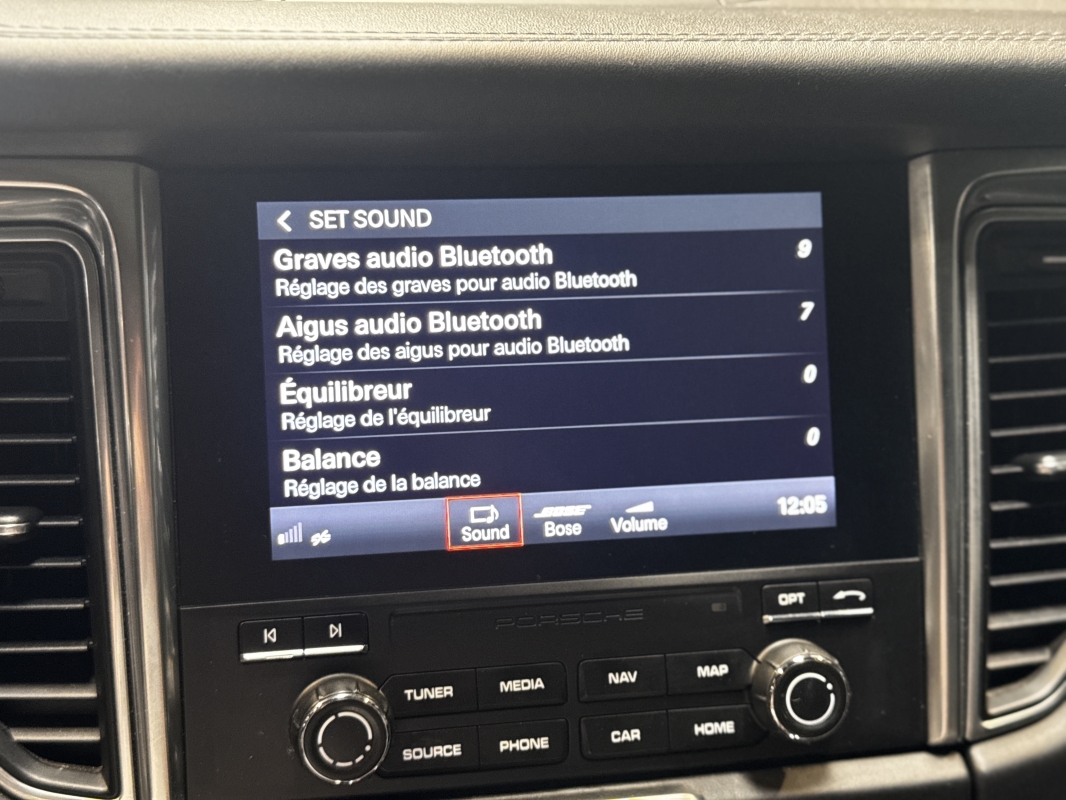 SET SOUND
Graves audio Bluetooth 9
Réglage des graves pour audio Bluetooth
Aigus audio Bluetooth 7
Réglage des aigus pour audio Bluetooth
Équilibreur 0
Réglage de l'équilibreur
Balance 0
Réglage de la balance
Sound
BOSE
Bose
Volume
12:05
PORSCHE
OPT
TUNER
MEDIA
NAV
MAP
SOURCE
PHONE
CAR
HOME